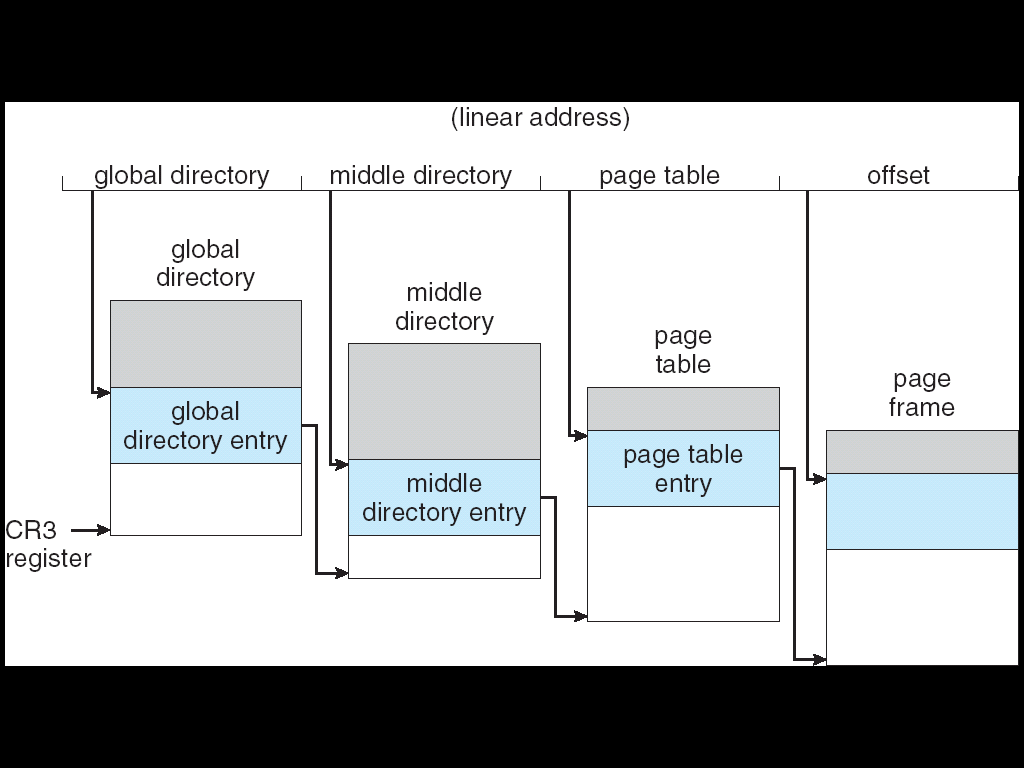 (linear address)
global directory
middle directory
page table
offset
global
directory
middle
directory
page
table
page
frame
global
directory entry
middle
directory entry
page table
entry
CR3
register